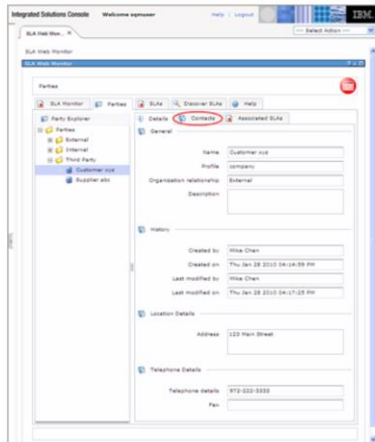 Integrated Solutions Console Welcome sqmuser Help | Logout IBM.
SLA Web Mon... --- Select Action ---
SLA Web Monitor
SLA Web Monitor
Parties
SLA Monitor Parties SLAs Discover SLAs Help
Party Explorer
Parties
External
Internal
Third Party
Customer xyz
Supplier abc
Details Contacts Associated SLAs
General
Name Customer xyz
Profile company
Organization relationship External
Description
History
Created by Mike Chen
Created on Thu Jan 28 2010 04:14:59 PM
Last modified by Mike Chen
Last modified on Thu Jan 28 2010 04:17:25 PM
Location Details
Address 123 Main Street
Telephone Details
Telephone details 972-222-3333
Fax